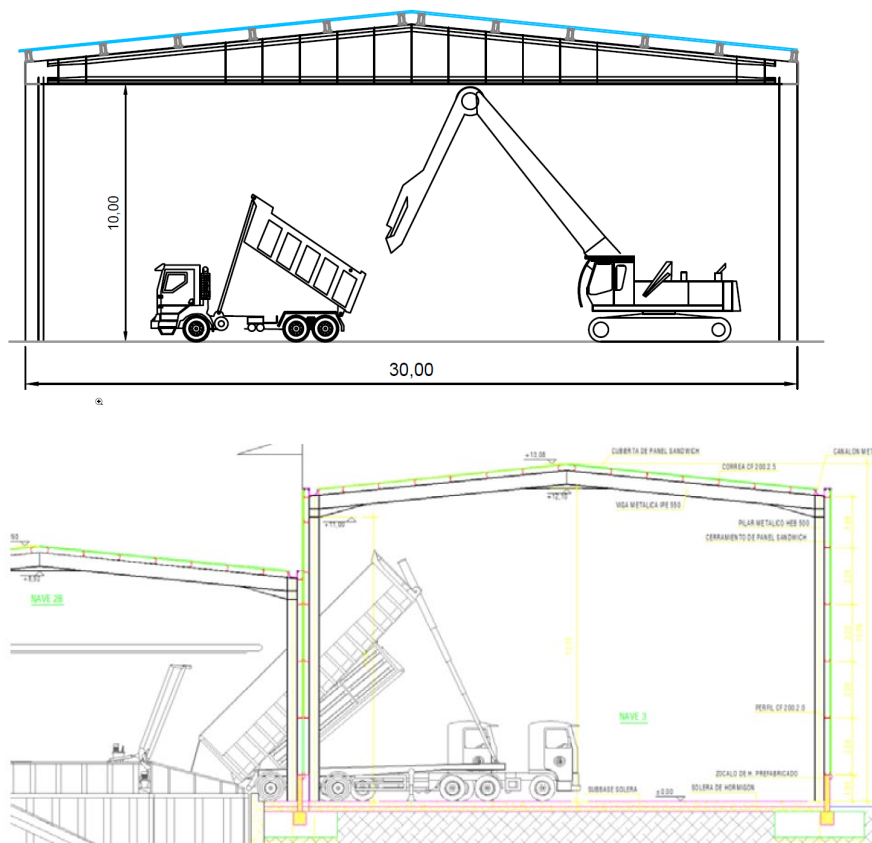 10,00
30,00
+13,08
CUBIERTA DE PANEL SANDWICH
CANALON MET
CORREA CF 200.2.5
+12,10
VIGA METALICA IPE 550
+11,00
PILAR METALICO HEB 500
CERRAMIENTO DE PANEL SANDWICH
NAVE 2B
NAVE 3
PERFIL CF 200.2.0
ZOCALO DE H. PREFABRICADO
SUBBASE SOLERA
±0,00
SOLERA DE HORMIGON